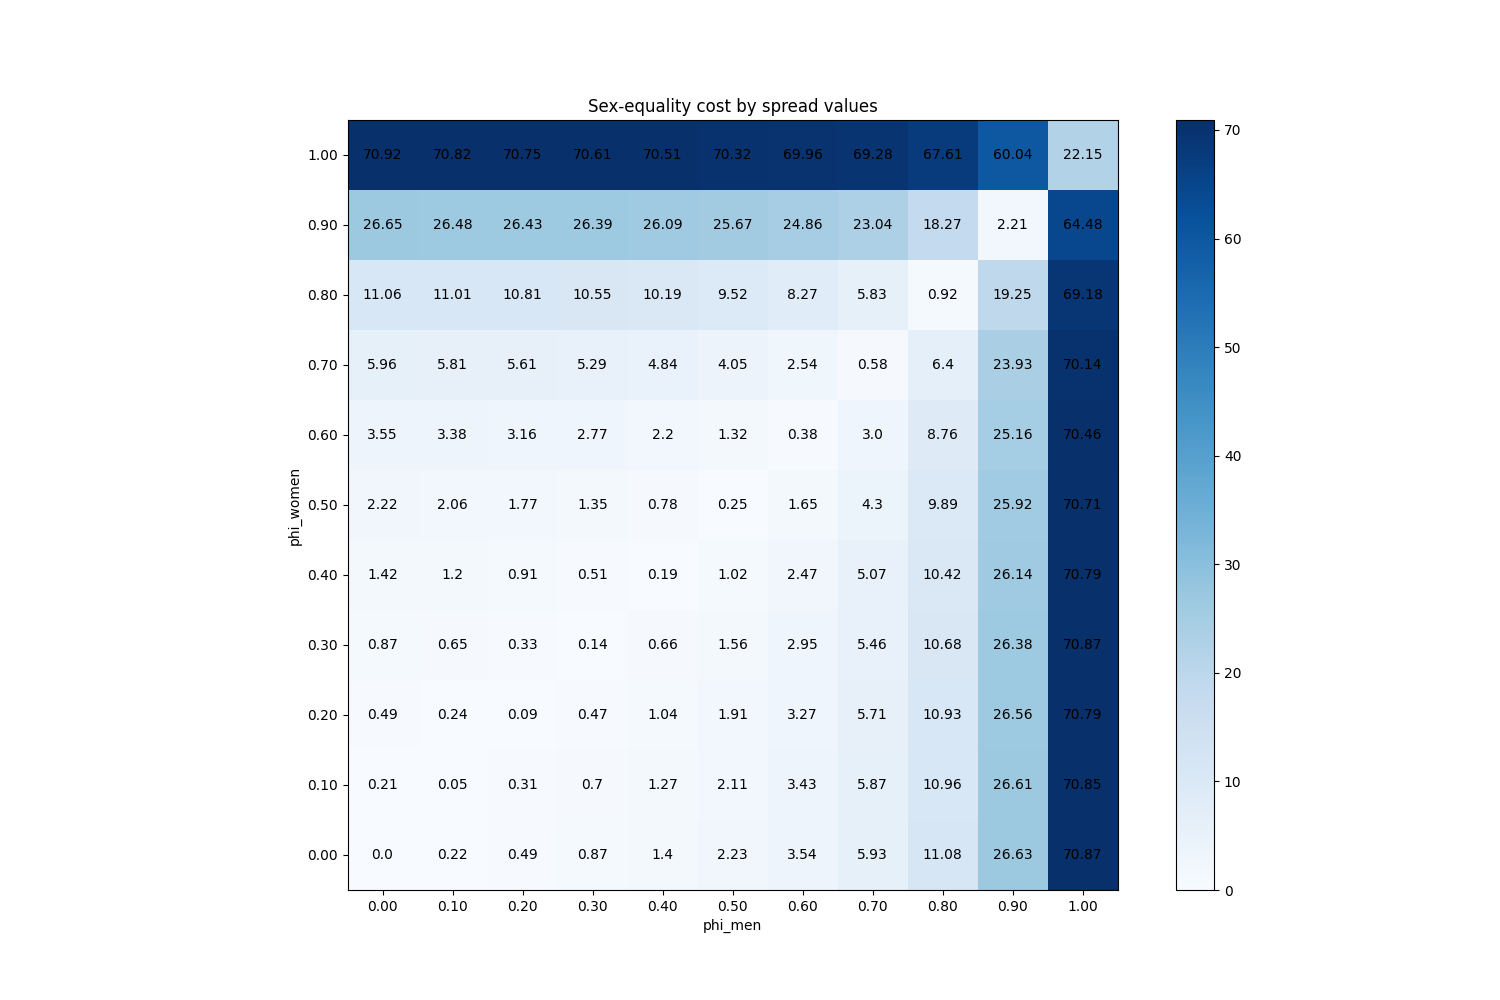 Sex-equality cost by spread values
1.00 70.92 70.82 70.75 70.61 70.51 70.32 69.96 69.28 67.61 60.04 22.15
0.90 26.65 26.48 26.43 26.39 26.09 25.67 24.86 23.04 18.27 2.21 64.48
0.80 11.06 11.01 10.81 10.55 10.19 9.52 8.27 5.83 0.92 19.25 69.18
0.70 5.96 5.81 5.61 5.29 4.84 4.05 2.54 0.58 6.4 23.93 70.14
0.60 3.55 3.38 3.16 2.77 2.2 1.32 0.38 3.0 8.76 25.16 70.46
0.50 2.22 2.06 1.77 1.35 0.78 0.25 1.65 4.3 9.89 25.92 70.71
0.40 1.42 1.2 0.91 0.51 0.19 1.02 2.47 5.07 10.42 26.14 70.79
0.30 0.87 0.65 0.33 0.14 0.66 1.56 2.95 5.46 10.68 26.38 70.87
0.20 0.49 0.24 0.09 0.47 1.04 1.91 3.27 5.71 10.93 26.56 70.79
0.10 0.21 0.05 0.31 0.7 1.27 2.11 3.43 5.87 10.96 26.61 70.85
0.00 0.0 0.22 0.49 0.87 1.4 2.23 3.54 5.93 11.08 26.63 70.87
0.00 0.10 0.20 0.30 0.40 0.50 0.60 0.70 0.80 0.90 1.00
phi_men
phi_women
70
60
50
40
30
20
10
0